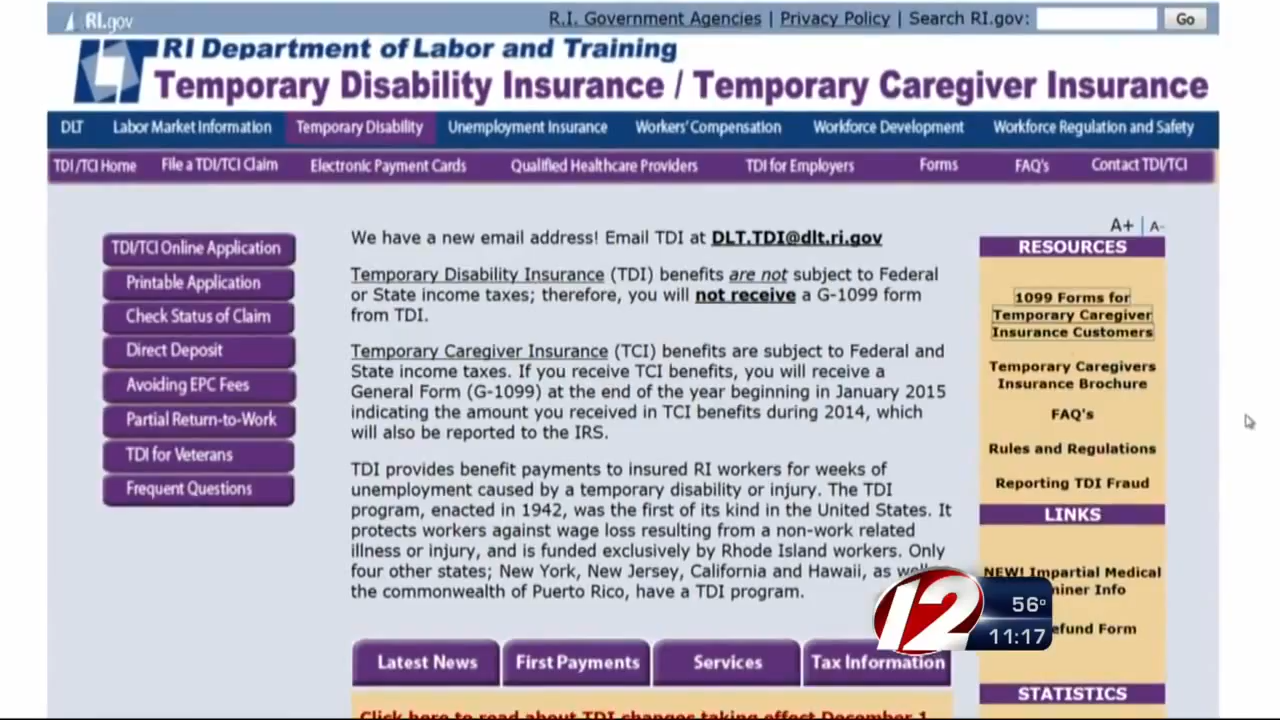 RI.gov
R.I. Government Agencies | Privacy Policy | Search RI.gov: Go
RI Department of Labor and Training
Temporary Disability Insurance / Temporary Caregiver Insurance
DLT Labor Market Information Temporary Disability Unemployment Insurance Workers' Compensation Workforce Development Workforce Regulation and Safety
TDI/TCI Home File a TDI/TCI Claim Electronic Payment Cards Qualified Healthcare Providers TDI for Employers Forms FAQ's Contact TDI/TCI
TDI/TCI Online Application
Printable Application
Check Status of Claim
Direct Deposit
Avoiding EPC Fees
Partial Return-to-Work
TDI for Veterans
Frequent Questions
We have a new email address! Email TDI at DLT.TDI@dlt.ri.gov
Temporary Disability Insurance (TDI) benefits are not subject to Federal
or State income taxes; therefore, you will not receive a G-1099 form
from TDI.
Temporary Caregiver Insurance (TCI) benefits are subject to Federal and
State income taxes. If you receive TCI benefits, you will receive a
General Form (G-1099) at the end of the year beginning in January 2015
indicating the amount you received in TCI benefits during 2014, which
will also be reported to the IRS.
TDI provides benefit payments to insured RI workers for weeks of
unemployment caused by a temporary disability or injury. The TDI
program, enacted in 1942, was the first of its kind in the United States. It
protects workers against wage loss resulting from a non-work related
illness or injury, and is funded exclusively by Rhode Island workers. Only
four other states; New York, New Jersey, California and Hawaii, as well
the commonwealth of Puerto Rico, have a TDI program.
Latest News First Payments Services Tax Information
Click here to read about TDI changes taking effect December 1
A+ | A-
RESOURCES
1099 Forms for
Temporary Caregiver
Insurance Customers
Temporary Caregivers
Insurance Brochure
FAQ's
Rules and Regulations
Reporting TDI Fraud
LINKS
NEW! Impartial Medical
miner Info
efund Form
STATISTICS
12
56°
11:17